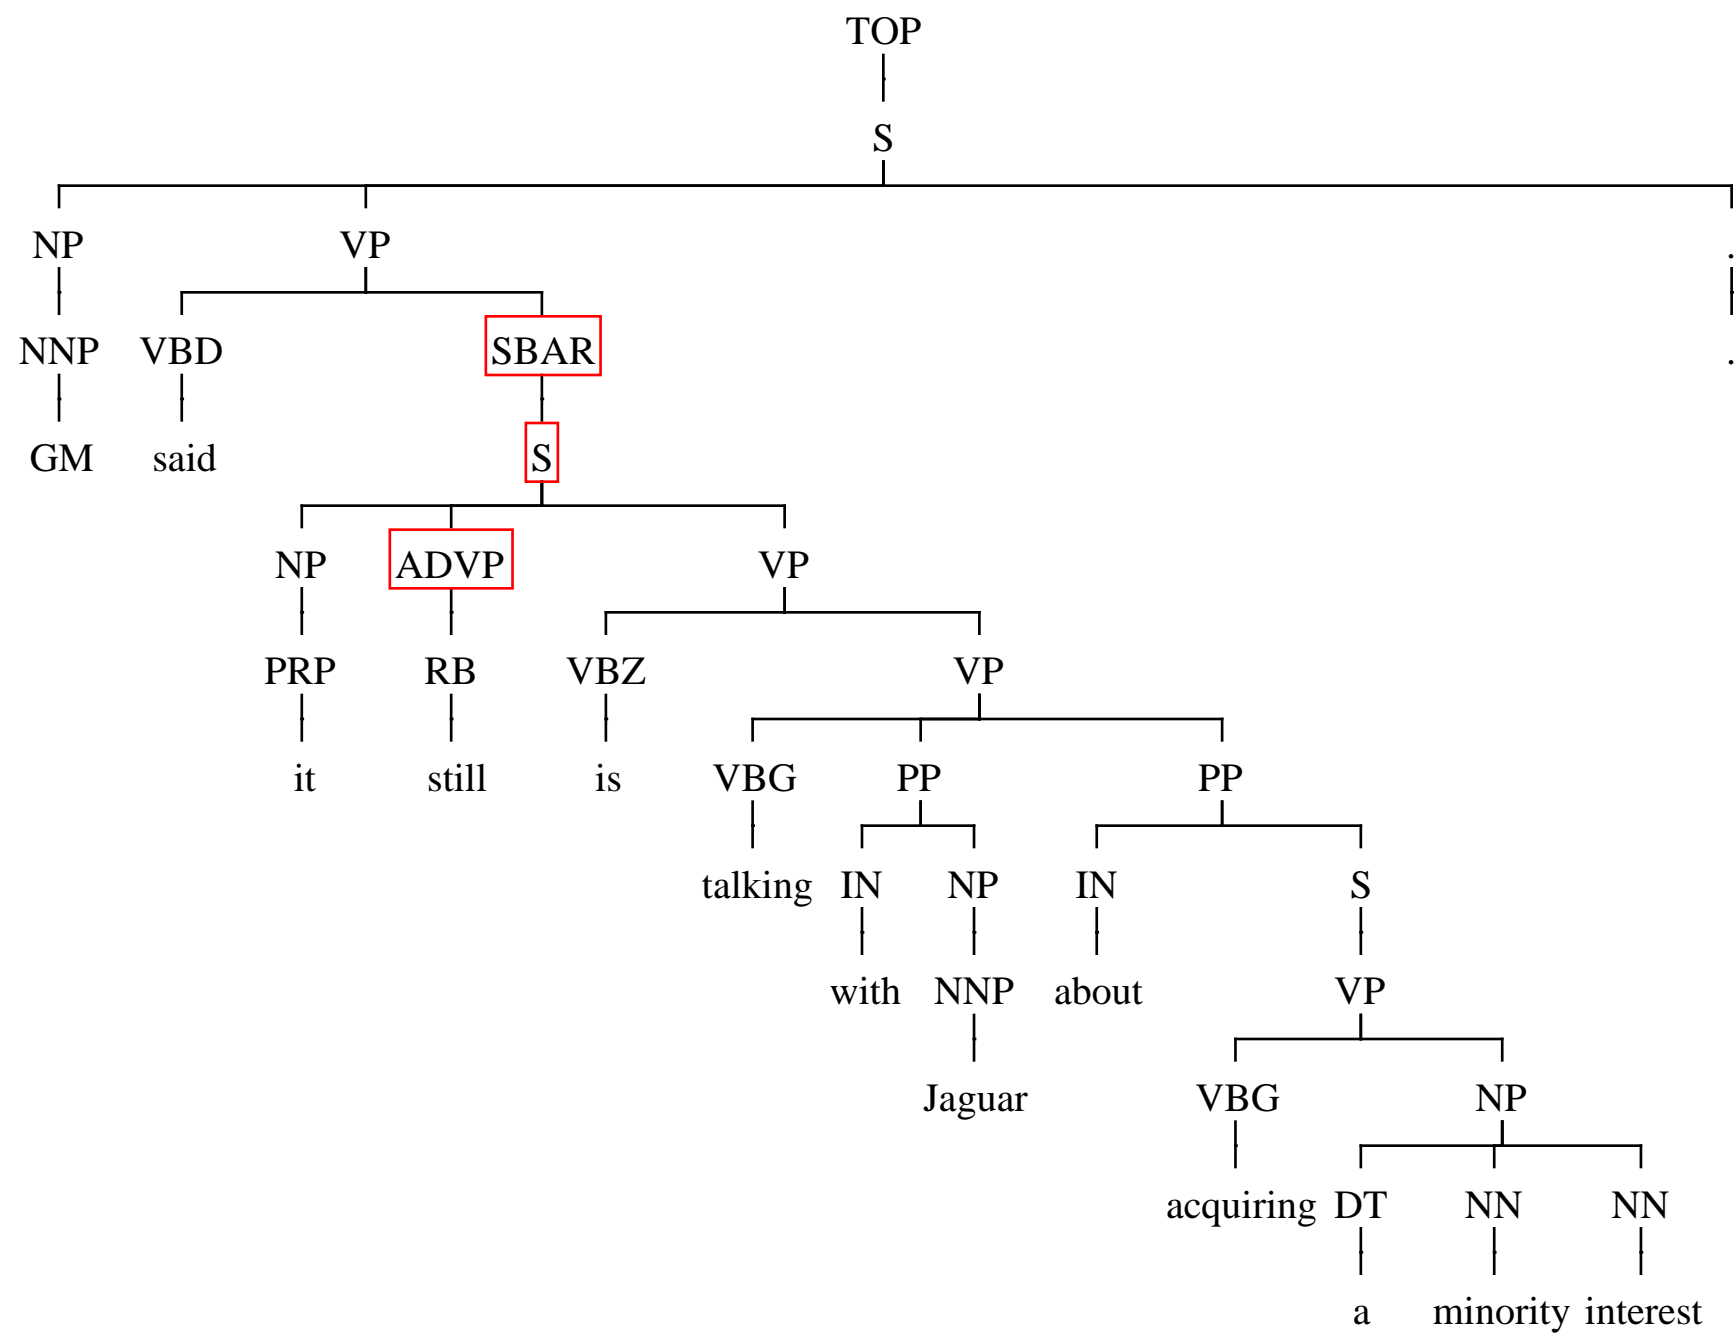 TOP
S
NP VP .
NNP VBD SBAR .
GM said S
NP ADVP VP
PRP RB VBZ VP
it still is VBG PP PP
talking IN NP IN S
with NNP about VP
Jaguar VBG NP
acquiring DT NN NN
a minority interest